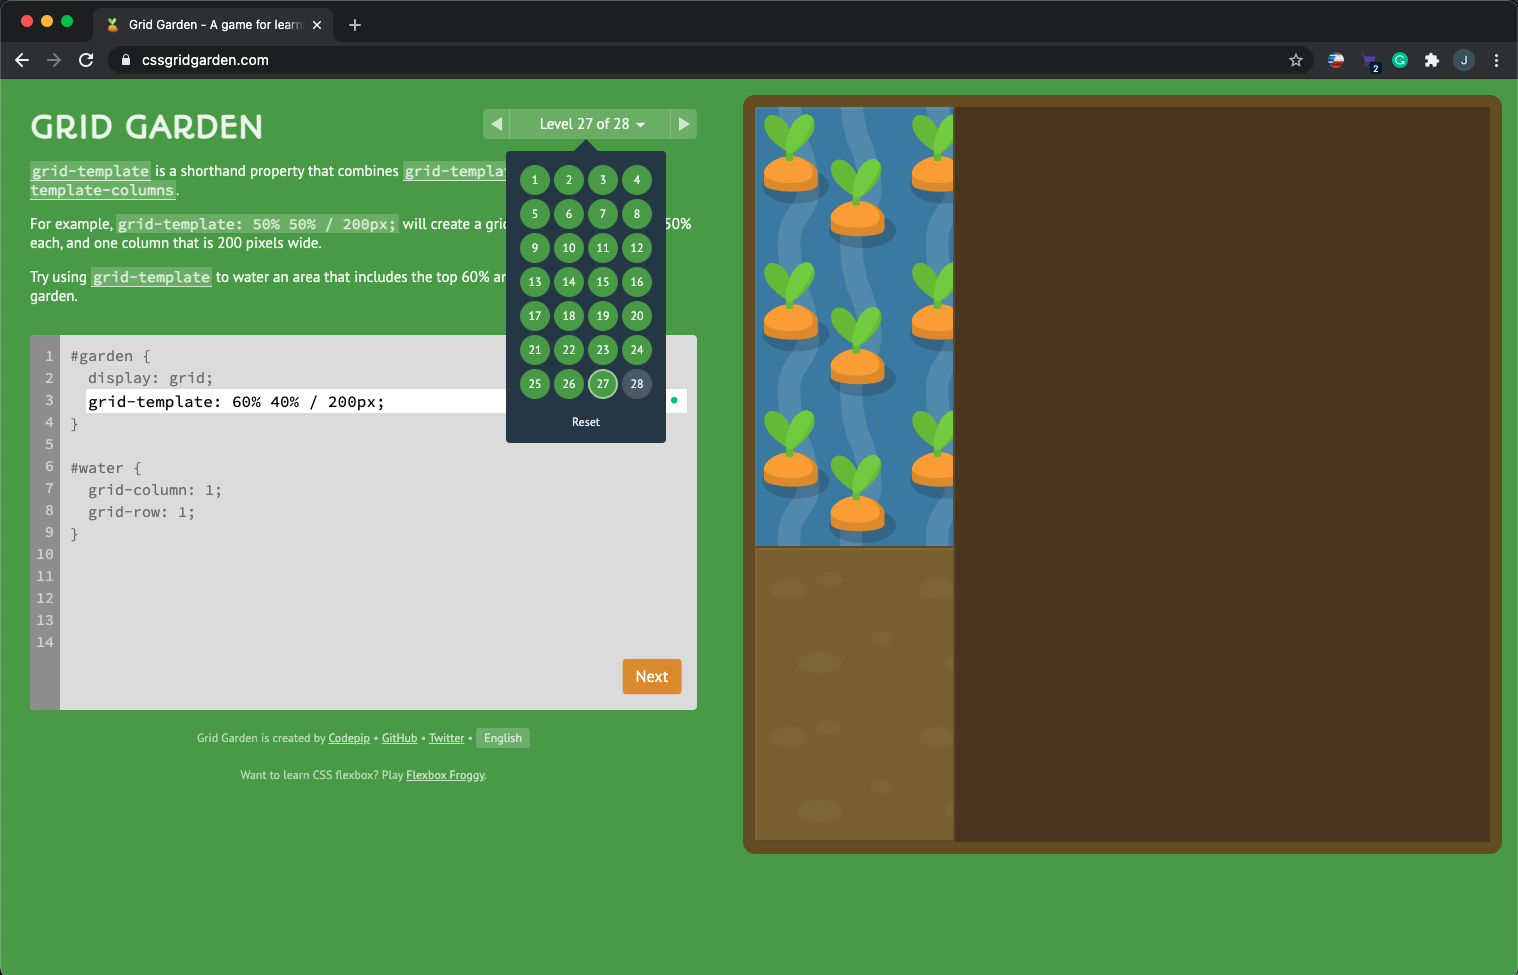 Grid Garden - A game for learn
cssgridgarden.com
2
G
J
GRID GARDEN
Level 27 of 28
grid-template is a shorthand property that combines grid-templa
template-columns.
For example, grid-template: 50% 50% / 200px; will create a gri 50%
each, and one column that is 200 pixels wide.
Try using grid-template to water an area that includes the top 60% a
garden.
1 2 3 4
5 6 7 8
9 10 11 12
13 14 15 16
17 18 19 20
21 22 23 24
25 26 27 28
Reset
1 #garden {
2 display: grid;
3 grid-template: 60% 40% / 200px;
4 }
5
6 #water {
7 grid-column: 1;
8 grid-row: 1;
9 }
10
11
12
13
14
Next
Grid Garden is created by Codepip • GitHub • Twitter • English
Want to learn CSS flexbox? Play Flexbox Froggy.